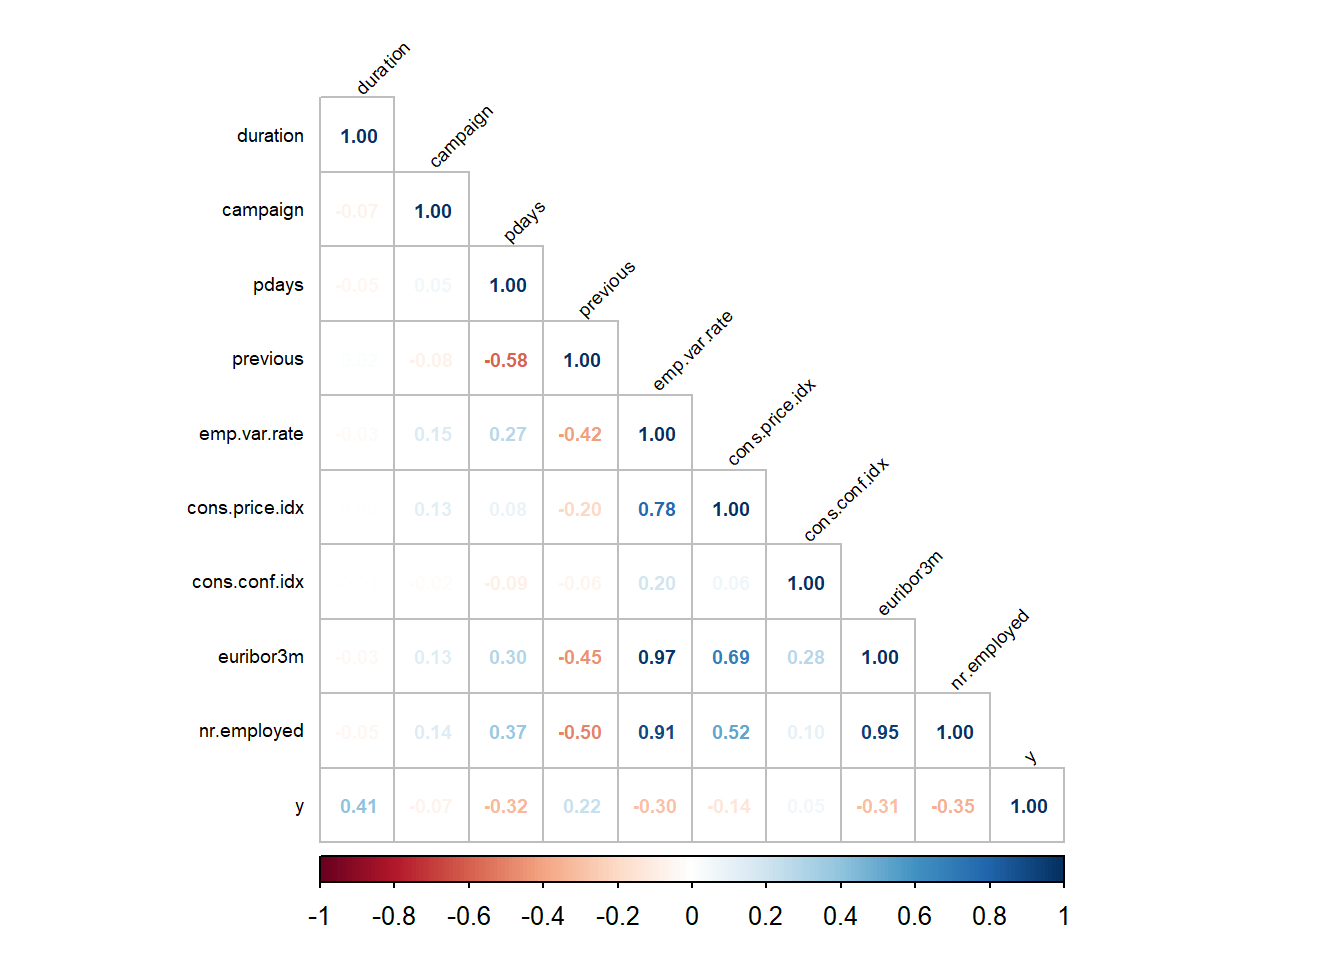 duration
campaign
pdays
previous
emp.var.rate
cons.price.idx
cons.conf.idx
euribor3m
nr.employed
y
duration 1.00
campaign -0.07 1.00
pdays -0.05 0.05 1.00
previous 0.02 -0.08 -0.58 1.00
emp.var.rate -0.03 0.15 0.27 -0.42 1.00
cons.price.idx 0.13 0.08 -0.20 0.78 1.00
cons.conf.idx -0.09 -0.06 0.20 0.06 1.00
euribor3m -0.03 0.13 0.30 -0.45 0.97 0.69 0.28 1.00
nr.employed -0.05 0.14 0.37 -0.50 0.91 0.52 0.10 0.95 1.00
y 0.41 -0.07 -0.32 0.22 -0.30 -0.14 0.05 -0.31 -0.35 1.00
-1 -0.8 -0.6 -0.4 -0.2 0 0.2 0.4 0.6 0.8 1